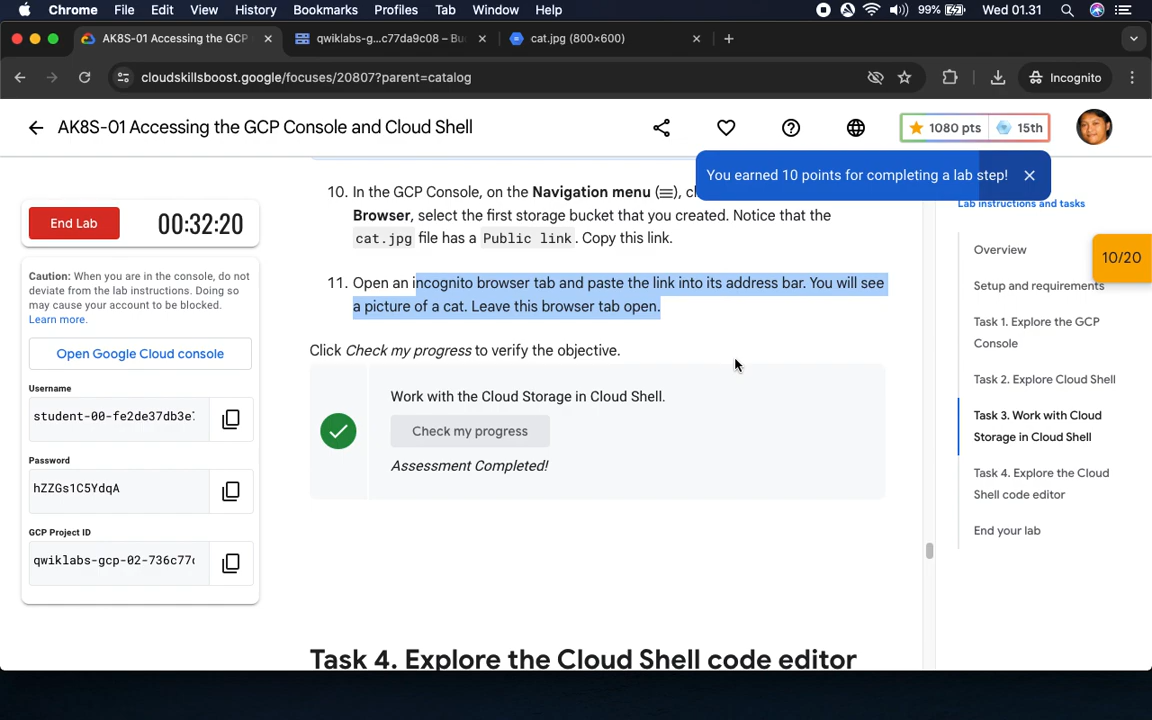 Chrome File Edit View History Bookmarks Profiles Tab Window Help 99% Wed 01.31
AK8S-01 Accessing the GCP
qwiklabs-g...c77da9c08 – Bu
cat.jpg (800×600)
cloudskillsboost.google/focuses/20807?parent=catalog
Incognito
AK8S-01 Accessing the GCP Console and Cloud Shell
1080 pts 15th
You earned 10 points for completing a lab step!
End Lab
00:32:20
Caution: When you are in the console, do not
deviate from the lab instructions. Doing so
may cause your account to be blocked.
Learn more.
Open Google Cloud console
Username
student-00-fe2de37db3e
Password
hZZGs1C5YdqA
GCP Project ID
qwiklabs-gcp-02-736c77
10. In the GCP Console, on the Navigation menu (
), cl
Browser, select the first storage bucket that you created. Notice that the
cat.jpg file has a Public link. Copy this link.
11. Open an incognito browser tab and paste the link into its address bar. You will see
a picture of a cat. Leave this browser tab open.
Click Check my progress to verify the objective.
Work with the Cloud Storage in Cloud Shell.
Check my progress
Assessment Completed!
Task 4. Explore the Cloud Shell code editor
Lab instructions and tasks
10/20
Overview
Setup and requirements
Task 1. Explore the GCP
Console
Task 2. Explore Cloud Shell
Task 3. Work with Cloud
Storage in Cloud Shell
Task 4. Explore the Cloud
Shell code editor
End your lab